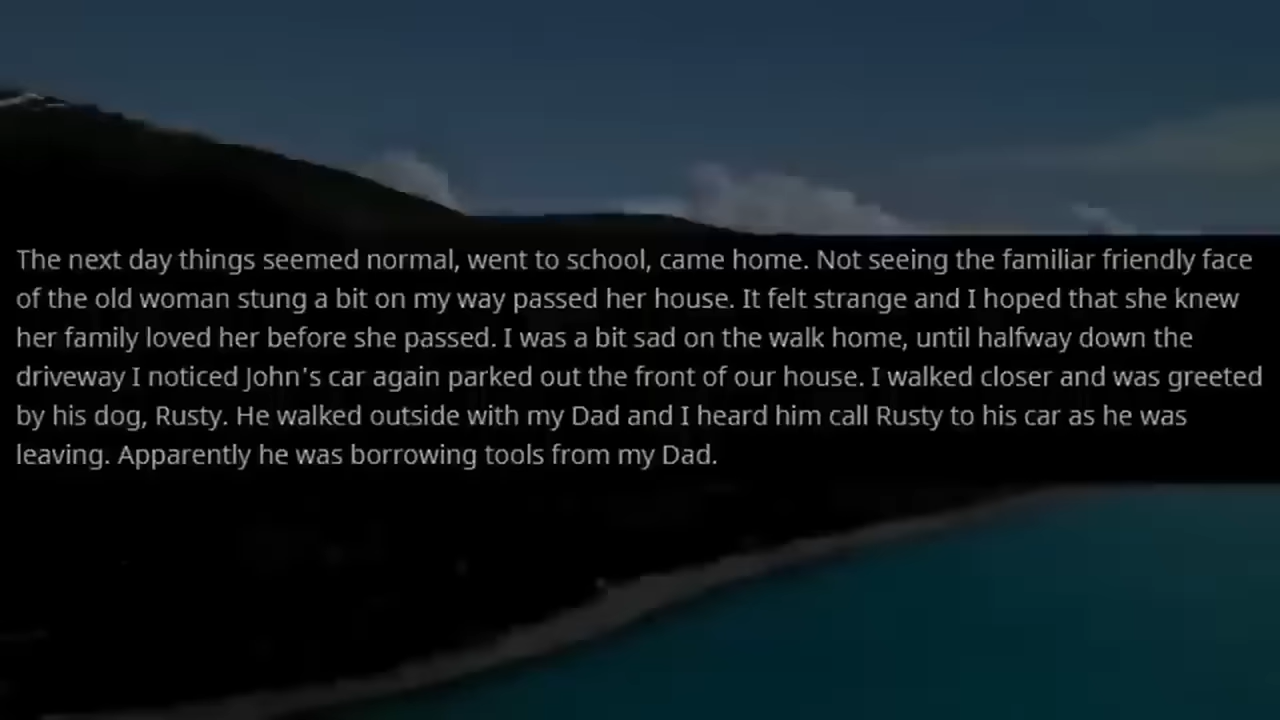 The next day things seemed normal, went to school, came home. Not seeing the familiar friendly face
of the old woman stung a bit on my way passed her house. It felt strange and I hoped that she knew
her family loved her before she passed. I was a bit sad on the walk home, until halfway down the
driveway I noticed John's car again parked out the front of our house. I walked closer and was greeted
by his dog, Rusty. He walked outside with my Dad and I heard him call Rusty to his car as he was
leaving. Apparently he was borrowing tools from my Dad.